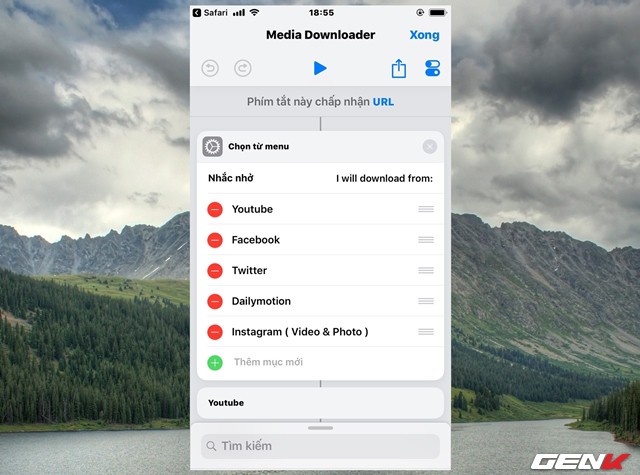 Safari 18:55
Media Downloader Xong
Phím tắt này chấp nhận URL
Chọn từ menu
Nhắc nhở I will download from:
Youtube
Facebook
Twitter
Dailymotion
Instagram ( Video & Photo )
Thêm mục mới
Youtube
Tìm kiếm
GENK